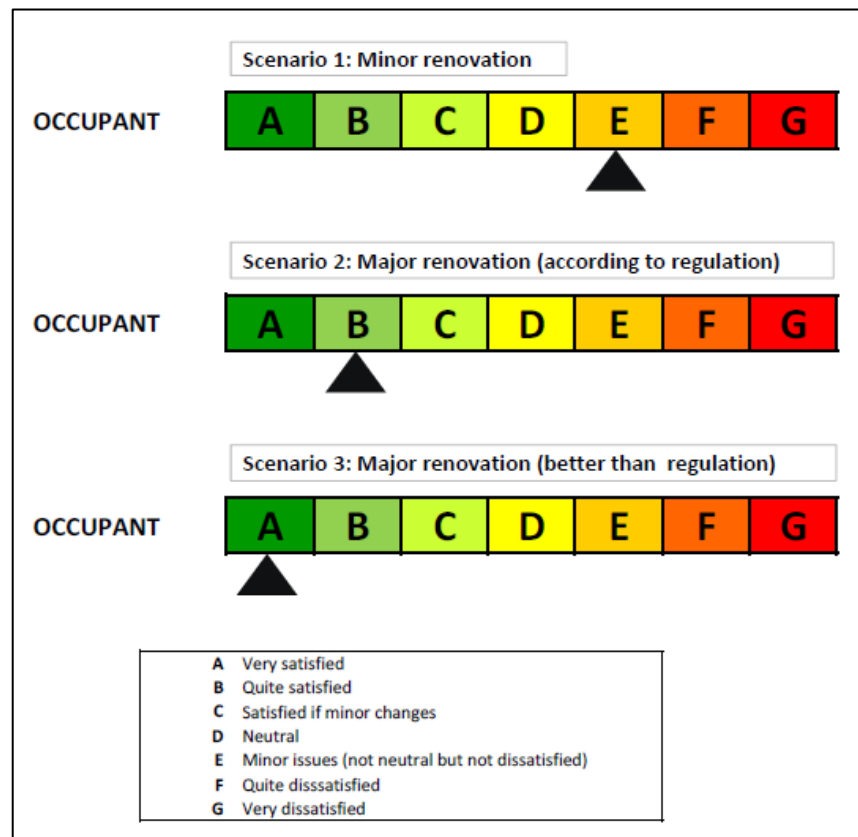 Scenario 1: Minor renovation
OCCUPANT A B C D E F G
Scenario 2: Major renovation (according to regulation)
OCCUPANT A B C D E F G
Scenario 3: Major renovation (better than regulation)
OCCUPANT A B C D E F G
A Very satisfied
B Quite satisfied
C Satisfied if minor changes
D Neutral
E Minor issues (not neutral but not dissatisfied)
F Quite disssatisfied
G Very dissatisfied